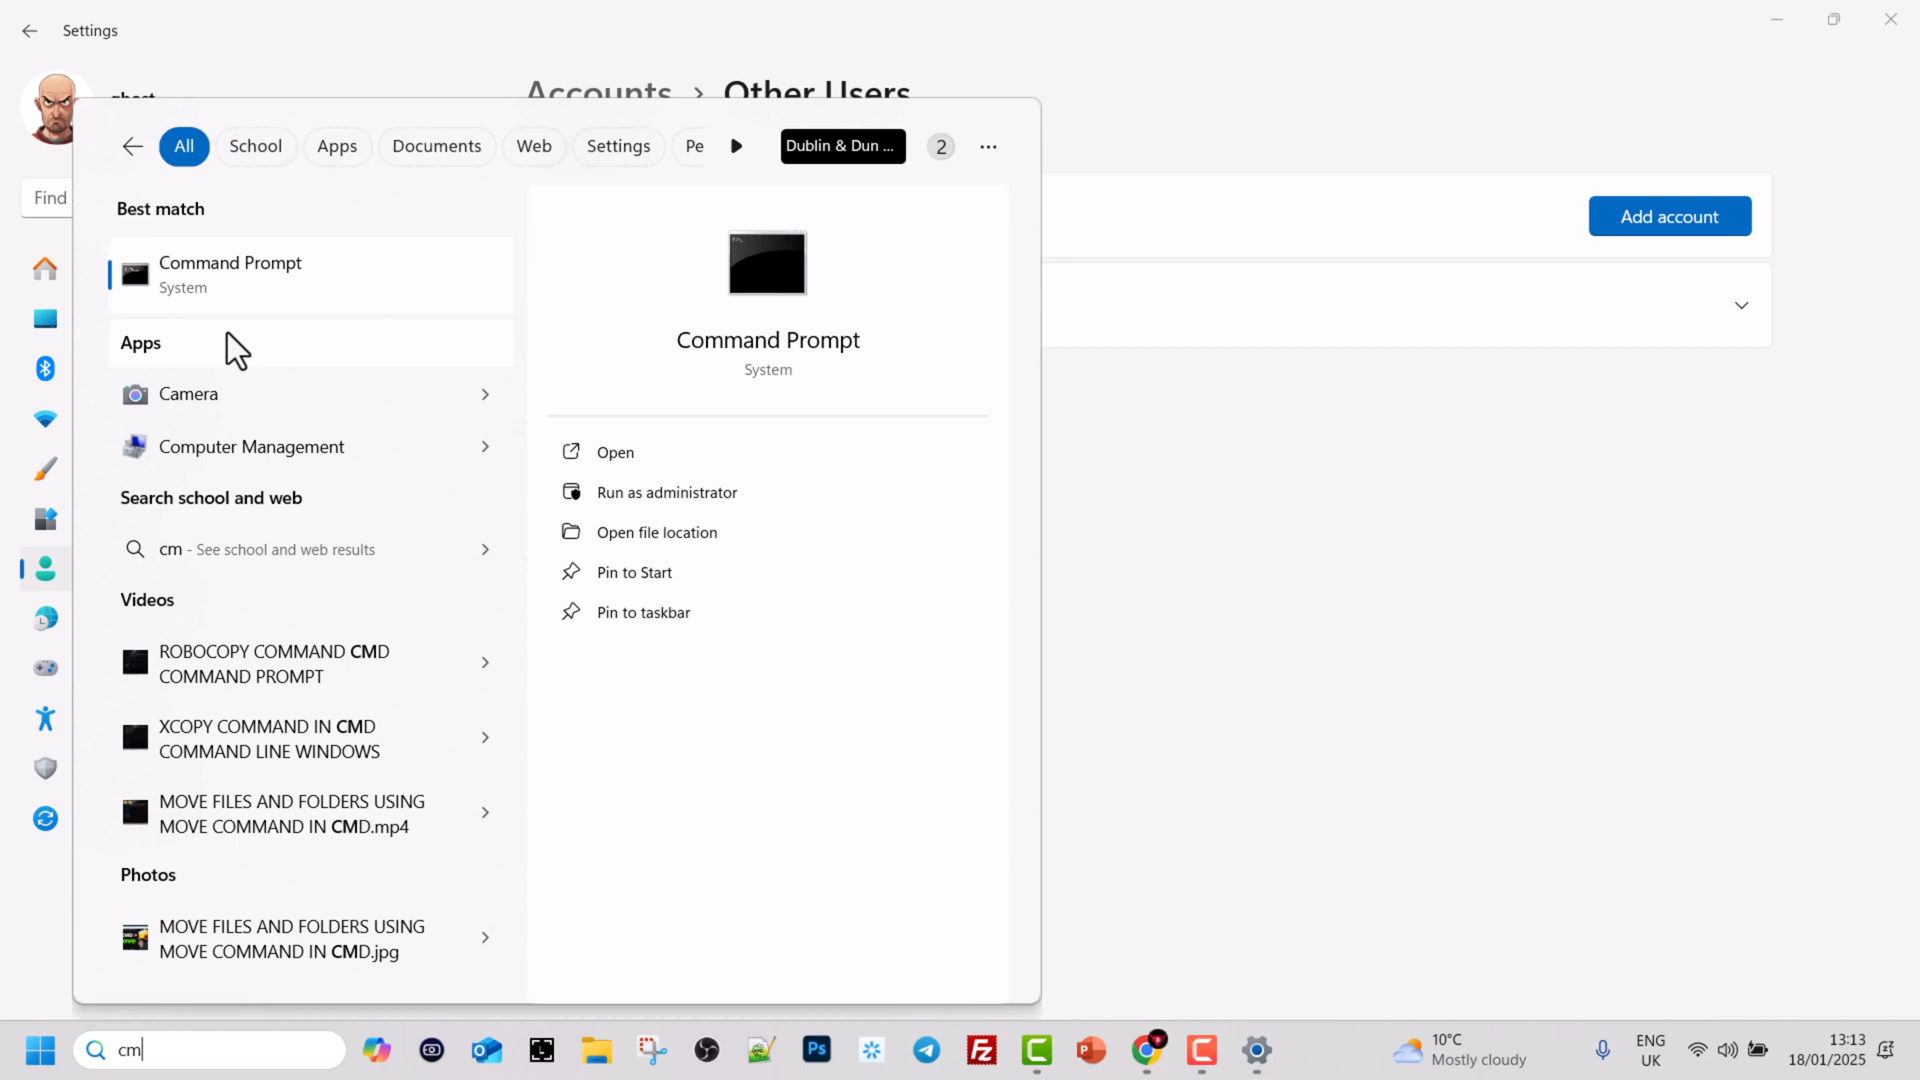 Settings
ghost
Accounts > Other Users
All
School
Apps
Documents
Web
Settings
Pe
Dublin & Dun ...
2
Find
Best match
Command Prompt
System
Apps
Camera
Computer Management
Search school and web
cm - See school and web results
Videos
ROBOCOPY COMMAND CMD
COMMAND PROMPT
XCOPY COMMAND IN CMD
COMMAND LINE WINDOWS
MOVE FILES AND FOLDERS USING
MOVE COMMAND IN CMD.mp4
Photos
MOVE FILES AND FOLDERS USING
MOVE COMMAND IN CMD.jpg
Command Prompt
System
Open
Run as administrator
Open file location
Pin to Start
Pin to taskbar
Add account
cm
Ps
Fz
10°C
Mostly cloudy
ENG
UK
13:13
18/01/2025